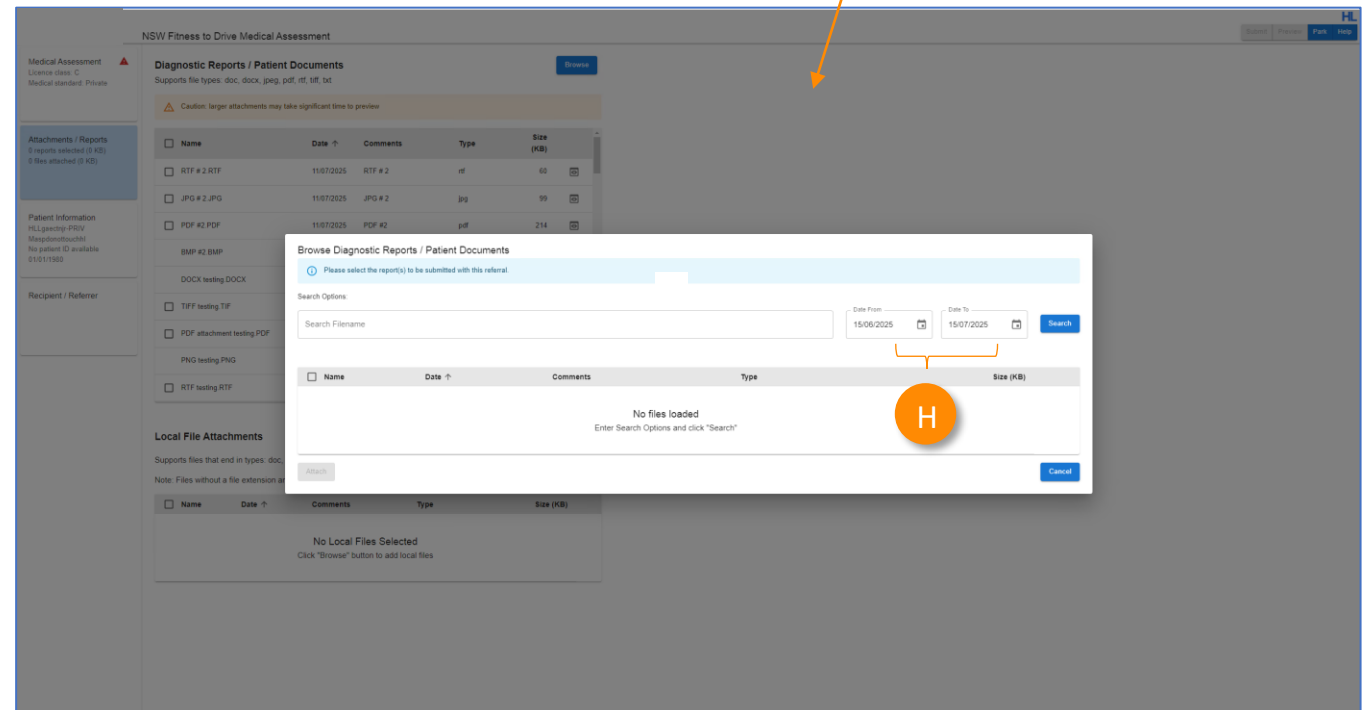 HL
NSW Fitness to Drive Medical Assessment
Submit Preview Park Help
Medical Assessment
Licence class: C
Medical standard: Private
Attachments / Reports
0 reports selected (0 KB)
0 files attached (0 KB)
Patient Information
No patient ID available
01/01/1980
Recipient / Referrer
Diagnostic Reports / Patient Documents
Browse
Supports file types: doc, docx, jpeg, pdf, rtf, tiff, txt
Caution: larger attachments may take significant time to preview
Name Date ↑ Comments Type Size (KB)
RTF # 2.RTF 11/07/2025 RTF # 2 rtf 60
JPG # 2.JPG 11/07/2025 JPG # 2 jpg 99
PDF #2.PDF 11/07/2025 PDF #2 pdf 214
BMP #2.BMP
DOCX testing.DOCX
TIFF testing.TIF
PDF attachment testing.PDF
PNG testing.PNG
RTF testing.RTF
Browse Diagnostic Reports / Patient Documents
Please select the report(s) to be submitted with this referral.
Search Options:
Search Filename
Date From
15/06/2025
Date To
15/07/2025
Search
Name Date ↑ Comments Type Size (KB)
No files loaded
Enter Search Options and click "Search"
H
Attach
Cancel
Local File Attachments
Supports files that end in types: doc,
Note: Files without a file extension
Name Date ↑ Comments Type Size (KB)
No Local Files Selected
Click "Browse" button to add local files